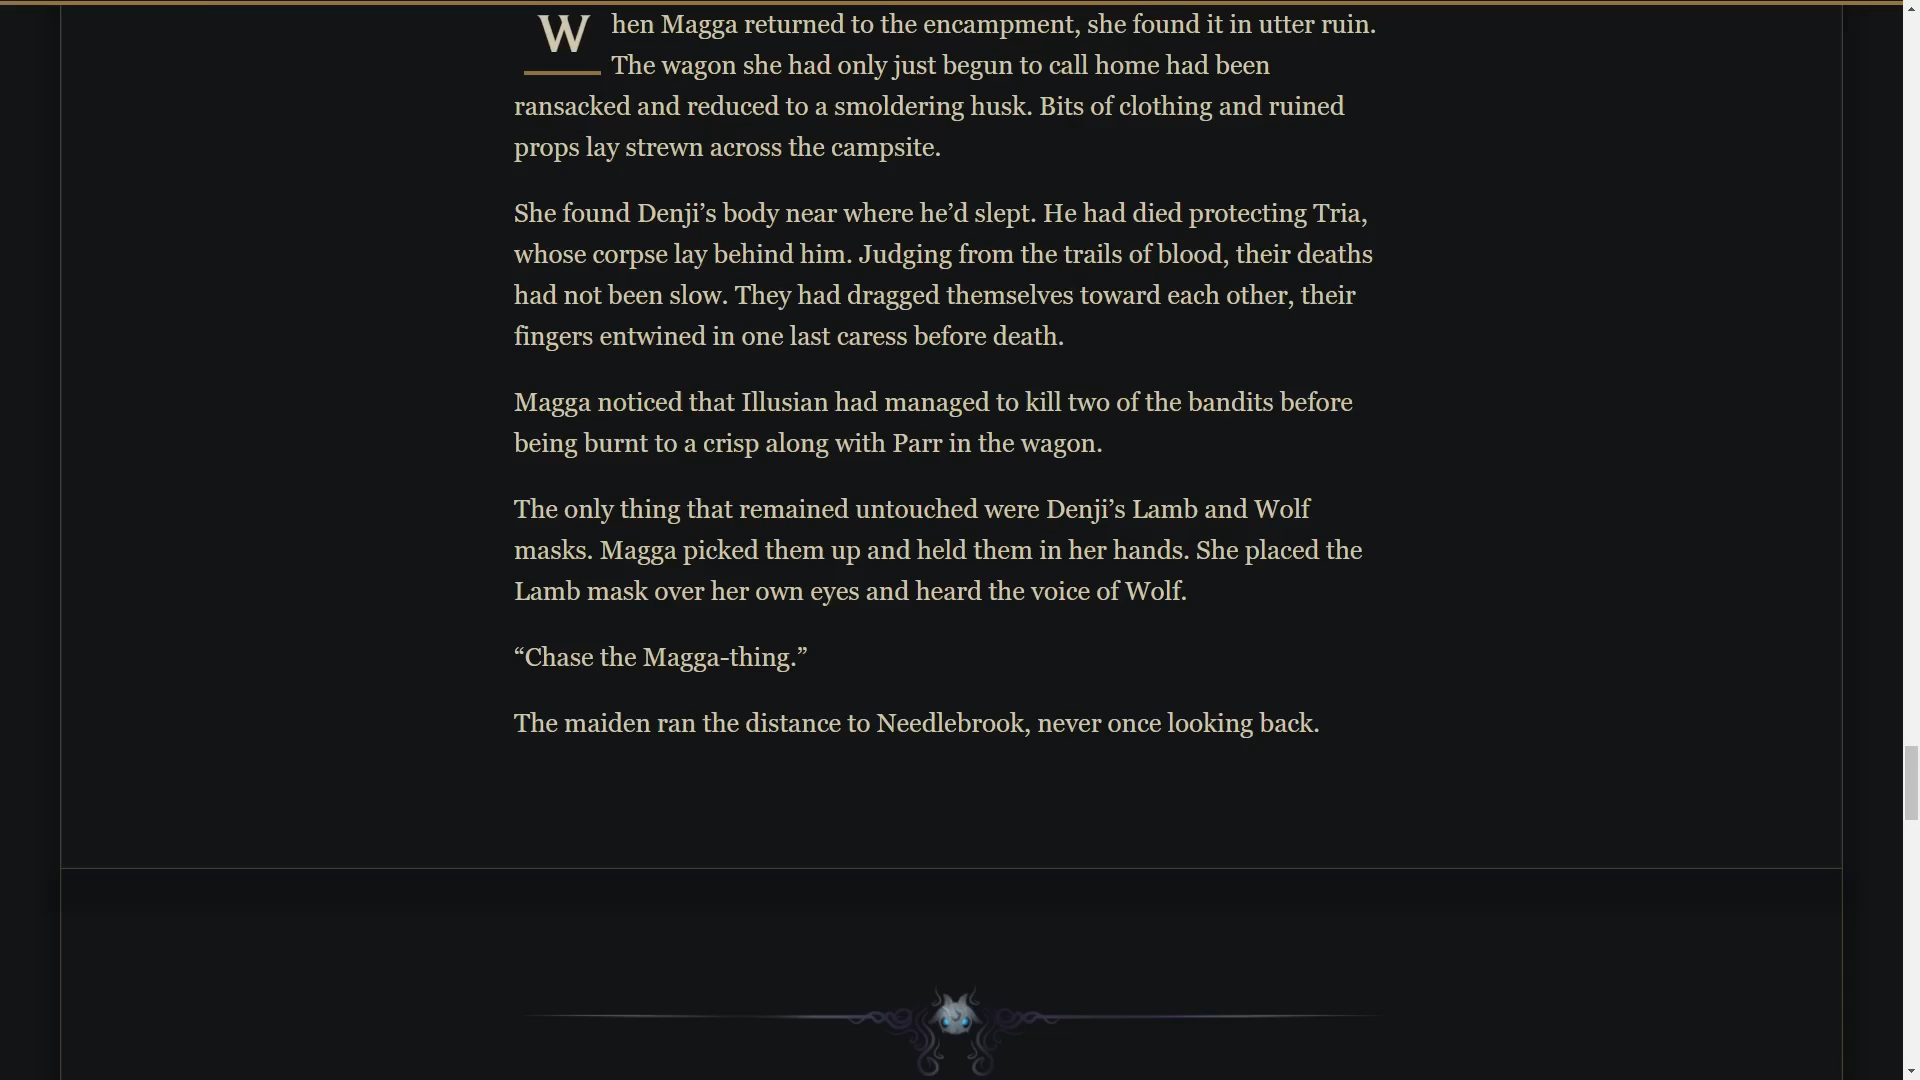 When Magga returned to the encampment, she found it in utter ruin.
The wagon she had only just begun to call home had been
ransacked and reduced to a smoldering husk. Bits of clothing and ruined
props lay strewn across the campsite.
She found Denji’s body near where he’d slept. He had died protecting Tria,
whose corpse lay behind him. Judging from the trails of blood, their deaths
had not been slow. They had dragged themselves toward each other, their
fingers entwined in one last caress before death.
Magga noticed that Illusian had managed to kill two of the bandits before
being burnt to a crisp along with Parr in the wagon.
The only thing that remained untouched were Denji’s Lamb and Wolf
masks. Magga picked them up and held them in her hands. She placed the
Lamb mask over her own eyes and heard the voice of Wolf.
“Chase the Magga-thing.”
The maiden ran the distance to Needlebrook, never once looking back.